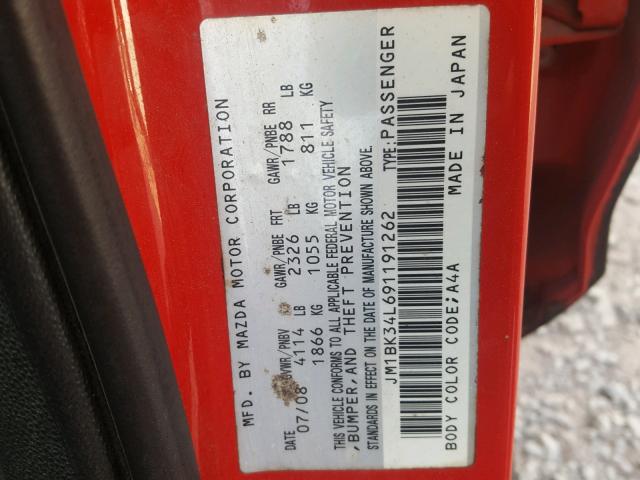 MFD. BY MAZDA MOTOR CORPORATION
DATE GVWR/PNBV GAWR/PNBE FRT GAWR/PNBE RR
07/08 4114 LB 2326 LB 1788 LB
1866 KG 1055 KG 811 KG
THIS VEHICLE CONFORMS TO ALL APPLICABLE FEDERAL MOTOR VEHICLE SAFETY
,BUMPER,AND THEFT PREVENTION
STANDARDS IN EFFECT ON THE DATE OF MANUFACTURE SHOWN ABOVE.
JM1BK34L691191262 TYPE:PASSENGER
BODY COLOR CODE;A4A MADE IN JAPAN